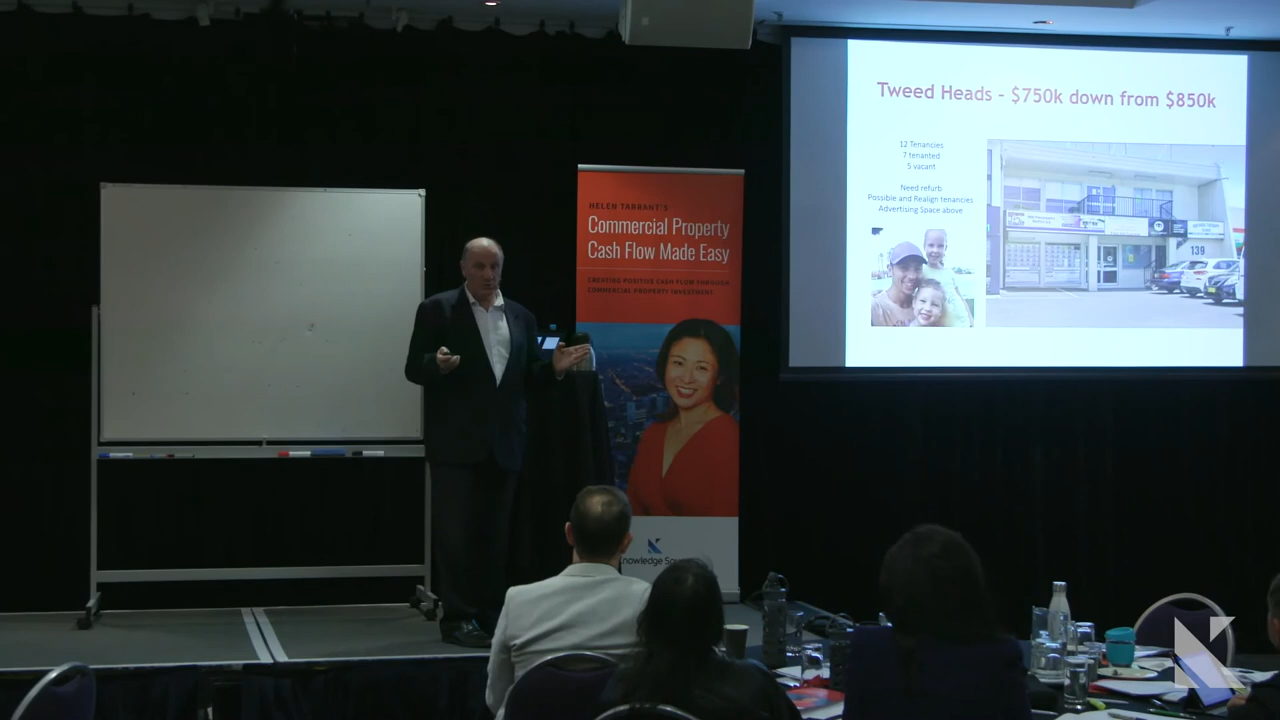 Tweed Heads - $750k down from $850k
12 Tenancies
7 tenanted
5 vacant
Need refurb
Possible and Realign tenancies
Advertising Space above
139
HELEN TARRANT'S
Commercial Property
Cash Flow Made Easy
CREATING POSITIVE CASH FLOW THROUGH
COMMERCIAL PROPERTY INVESTMENT
Knowledge